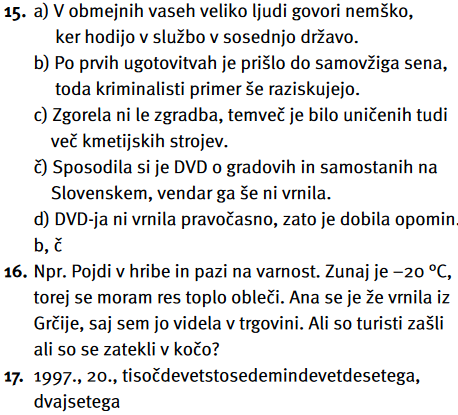 15. a) V obmejnih vaseh veliko ljudi govori nemško,
ker hodijo v službo v sosednjo državo.
b) Po prvih ugotovitvah je prišlo do samovžiga sena,
toda kriminalisti primer še raziskujejo.
c) Zgorela ni le zgradba, temveč je bilo uničenih tudi
več kmetijskih strojev.
č) Sposodila si je DVD o gradovih in samostanih na
Slovenskem, vendar ga še ni vrnila.
d) DVD-ja ni vrnila pravočasno, zato je dobila opomin.
b, č
16. Npr. Pojdi v hribe in pazi na varnost. Zunaj je –20 °C,
torej se moram res toplo obleči. Ana se je že vrnila iz
Grčije, saj sem jo videla v trgovini. Ali so turisti zašli
ali so se zatekli v kočo?
17. 1997., 20., tisočdevetstosedemindevetdesetega,
dvajsetega